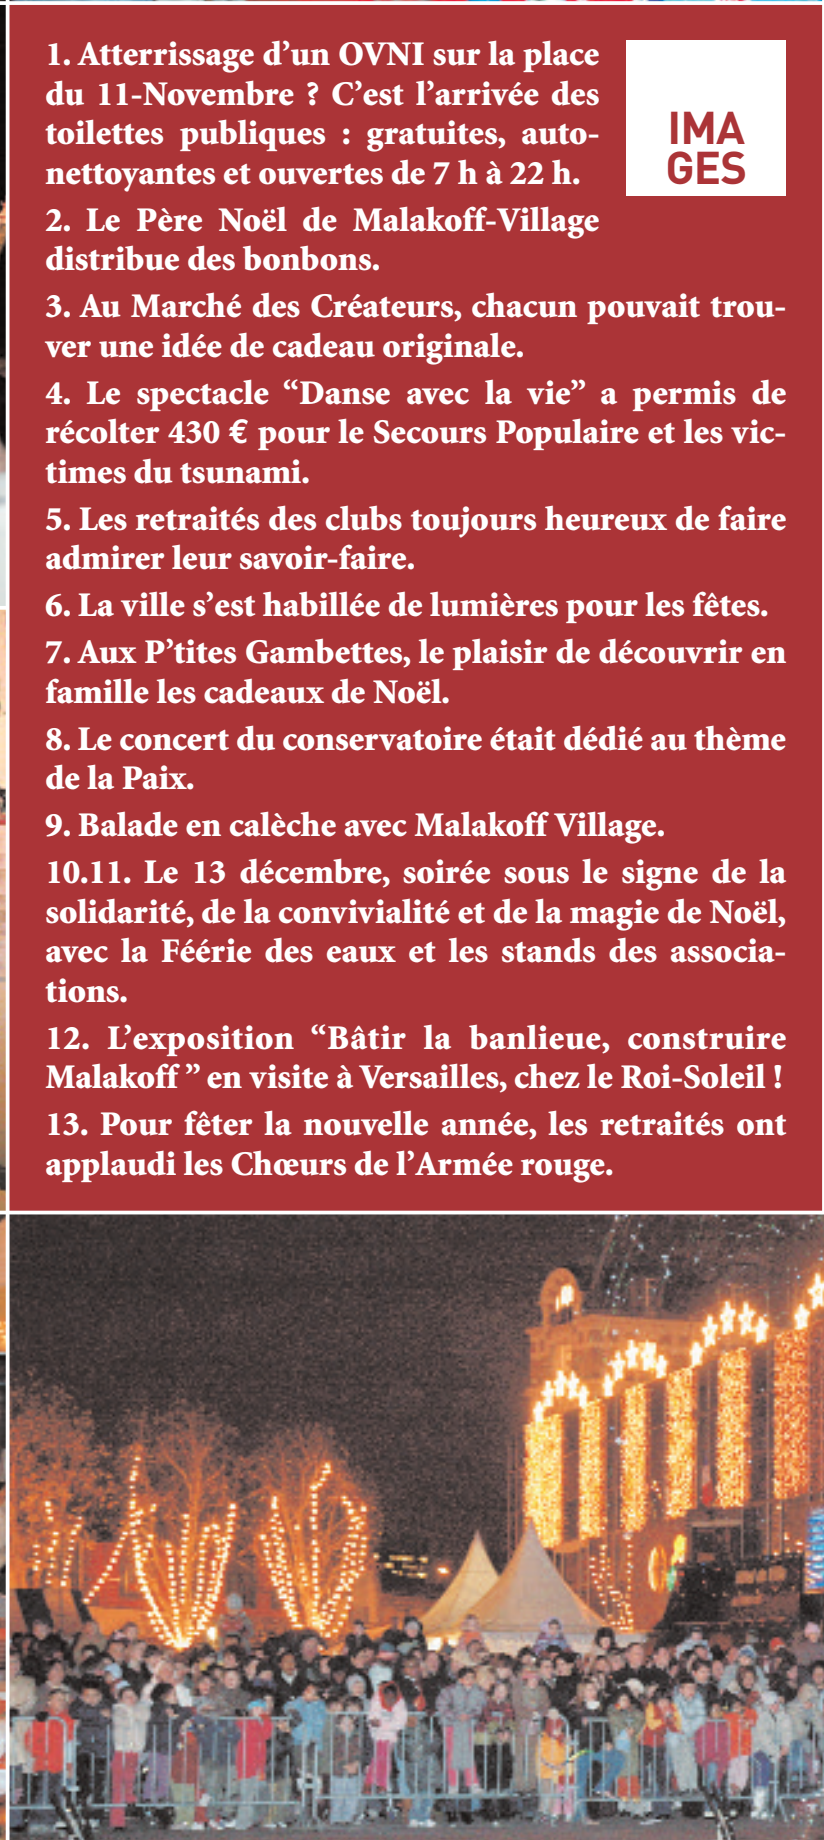 1. Atterrissage d’un OVNI sur la place
du 11-Novembre ? C’est l’arrivée des
toilettes publiques : gratuites, auto-
nettoyantes et ouvertes de 7 h à 22 h.
IMA
GES
2. Le Père Noël de Malakoff-Village
distribue des bonbons.
3. Au Marché des Créateurs, chacun pouvait trou-
ver une idée de cadeau originale.
4. Le spectacle “Danse avec la vie” a permis de
récolter 430 € pour le Secours Populaire et les vic-
times du tsunami.
5. Les retraités des clubs toujours heureux de faire
admirer leur savoir-faire.
6. La ville s’est habillée de lumières pour les fêtes.
7. Aux P’tites Gambettes, le plaisir de découvrir en
famille les cadeaux de Noël.
8. Le concert du conservatoire était dédié au thème
de la Paix.
9. Balade en calèche avec Malakoff Village.
10.11. Le 13 décembre, soirée sous le signe de la
solidarité, de la convivialité et de la magie de Noël,
avec la Féérie des eaux et les stands des associa-
tions.
12. L’exposition “Bâtir la banlieue, construire
Malakoff ” en visite à Versailles, chez le Roi-Soleil !
13. Pour fêter la nouvelle année, les retraités ont
applaudi les Chœurs de l’Armée rouge.